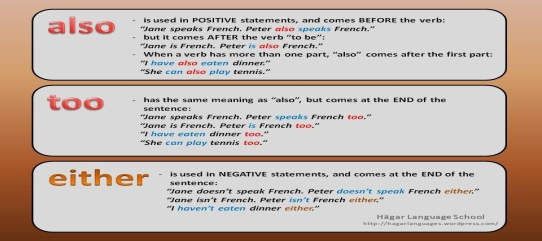 also
- is used in POSITIVE statements, and comes BEFORE the verb:
"Jane speaks French. Peter also speaks French."
- but it comes AFTER the verb "to be":
"Jane is French. Peter is also French."
- When a verb has more than one part, "also" comes after the first part:
"I have also eaten dinner."
"She can also play tennis."
too
- has the same meaning as "also", but comes at the END of the
sentence:
"Jane speaks French. Peter speaks French too."
"Jane is French. Peter is French too."
"I have eaten dinner too."
"She can play tennis too."
either
- is used in NEGATIVE statements, and comes at the END of the
sentence:
"Jane doesn't speak French. Peter doesn't speak French either."
"Jane isn't French. Peter isn't French either."
"I haven't eaten dinner either."
Hägar Language School
http://hagarlanguages.wordpress.com/